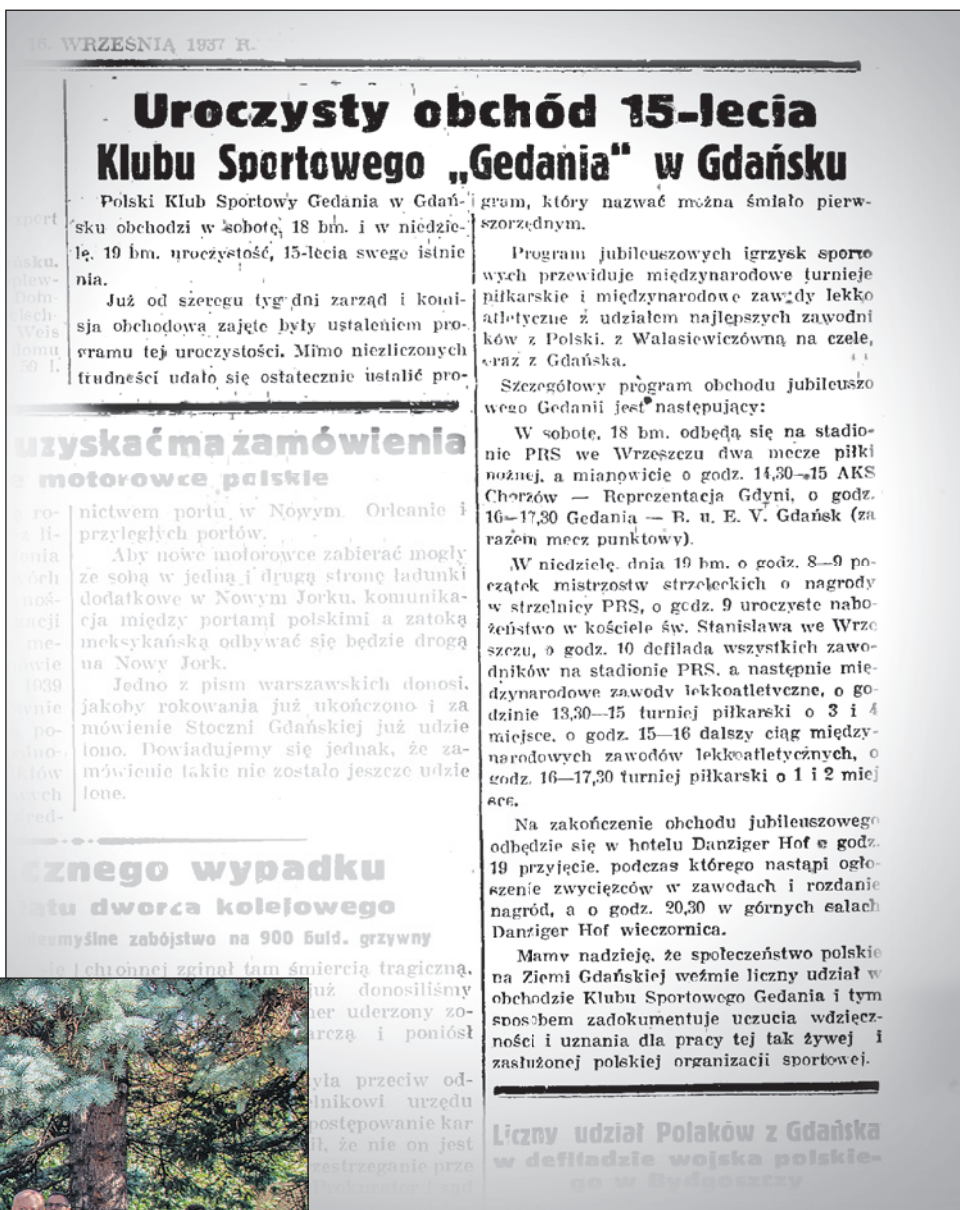 16. WRZEŚNIĄ 1937 R.
Uroczysty obchód 15-lecia
Klubu Sportowego „Gedania" w Gdańsku
Polski Klub Sportowy Gedania w Gdań-
sku obchodzi w sobotę, 18 bm. i w niedzie-
lę, 19 bm. uroczystość, 15-lecia swego istnie
nia.
Już od szeregu tygodni zarząd i komi-
sja obchodowa zajęte były ustaleniem pro-
gramu tej uroczystości. Mimo niezliczonych
trudneści udało się ostatecznie ustalić pro-
gram, który nazwać można śmiało pierw-
szorzędnym.
Program jubileuszowych igrzysk sporto
wych przewiduje międzynarodowe turnieje
piłkarskie i międzynarodowe zawody lekko
atletyczne z udziałem najlepszych zawodni
ków z Polski, z Walasiewiczówną na czele,
oraz z Gdańska.
Szczegółowy program obchodu jubileuszo
wego Gedanii jest następujący:
W sobotę, 18 bm. odbędą się na stadio-
nie PRS we Wrzeszczu dwa mecze piłki
nożnej, a mianowicie o godz. 14,30—15 AKS
Chorzów — Reprezentacja Gdyni, o godz.
16—17,30 Gedania — B. u. E. V. Gdańsk (za
razem mecz punktowy).
W niedzielę, dnia 19 bm. o godz. 8—9 po-
czątek mistrzostw strzeleckich o nagrody
w strzelnicy PRS, o godz. 9 uroczyste nabo-
żeństwo w kościele św. Stanisława we Wrze
szczu, o godz. 10 defilada wszystkich zawo-
dników na stadionie PRS, a następnie mię-
dzynarodowe zawody lekkoatletyczne, o go-
dzinie 13,30—15 turniej piłkarski o 3 i 4
miejsce, o godz. 15—16 dalszy ciąg między-
narodowych zawodów lekkoatletycznych, o
godz. 16—17,30 turniej piłkarski o 1 i 2 miej
sce.
Na zakończenie obchodu jubileuszowego
odbędzie się w hotelu Danziger Hof o godz.
19 przyjęcie, podczas którego nastąpi ogło-
szenie zwycięzców w zawodach i rozdanie
nagród, a o godz. 20,30 w górnych salach
Danziger Hof wieczornica.
Mamy nadzieję, że społeczeństwo polskie
na Ziemi Gdańskiej weźmie liczny udział w
obchodzie Klubu Sportowego Gedania i tym
sposobem zadokumentuje uczucia wdzięcz-
ności i uznania dla pracy tej tak żywej i
zasłużonej polskiej organizacji sportowej.
uzyskać ma zamówienia
motorowce polskie
nictwem portu w Nowym Orleanie i
przyległych portów.
Aby nowe motorowce zabierać mogły
ze sobą w jedną i drugą stronę ładunki
dodatkowe w Nowym Jorku, komunika-
cja między portami polskimi a zatoką
meksykańską odbywać się będzie drogą
na Nowy Jork.
Jedno z pism warszawskich donosi,
jakoby rokowania już ukończono i za
mówienie Stoczni Gdańskiej już udzie
lono. Dowiadujemy się jednak, że za-
mówienie takie nie zostało jeszcze udzie
lone.
cznego wypadku
dworca kolejowego
zabójstwo na 900 Guld. grzywny
zginął tam śmiercią tragiczną,
już donosiliśmy
uderzony zo-
i poniósł
przeciw od-
urzędu
postępowanie kar
że nie on jest
Liczny udział Polaków z Gdańska
w defiladzie wojska polskie-
go w Bydgoszczy